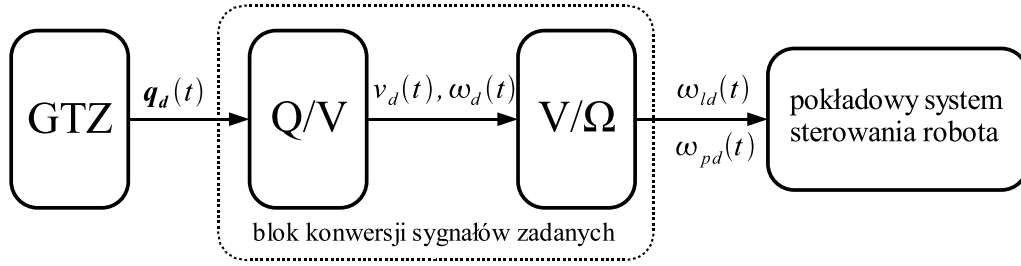 GTZ
q_d(t)
Q/V
v_d(t), ω_d(t)
V/Ω
ω_ld(t)
ω_pd(t)
pokładowy system
sterowania robota
blok konwersji sygnałów zadanych